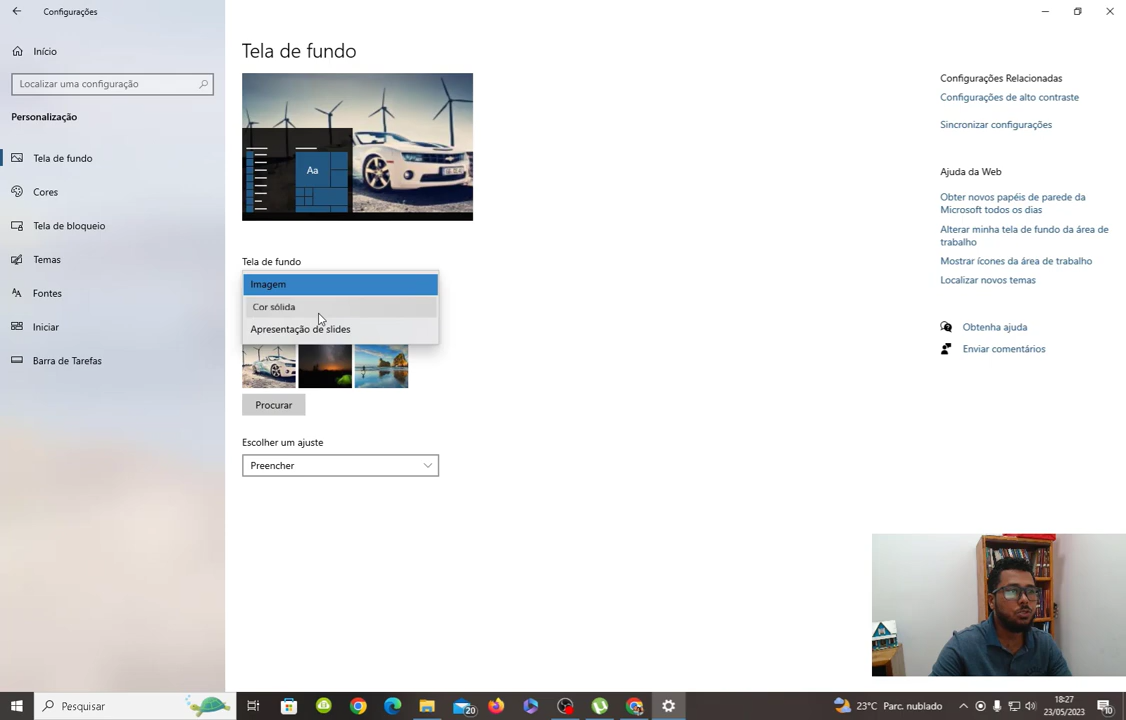 Configurações
Início
Localizar uma configuração
Personalização
Tela de fundo
Cores
Tela de bloqueio
Temas
Fontes
Iniciar
Barra de Tarefas
Tela de fundo
Aa
Tela de fundo
Imagem
Cor sólida
Apresentação de slides
Procurar
Escolher um ajuste
Preencher
Configurações Relacionadas
Configurações de alto contraste
Sincronizar configurações
Ajuda da Web
Obter novos papéis de parede da
Microsoft todos os dias
Alterar minha tela de fundo da área de
trabalho
Mostrar ícones da área de trabalho
Localizar novos temas
Obtenha ajuda
Enviar comentários
Pesquisar
20
23°C Parc. nublado
18:27
23/05/2023
10